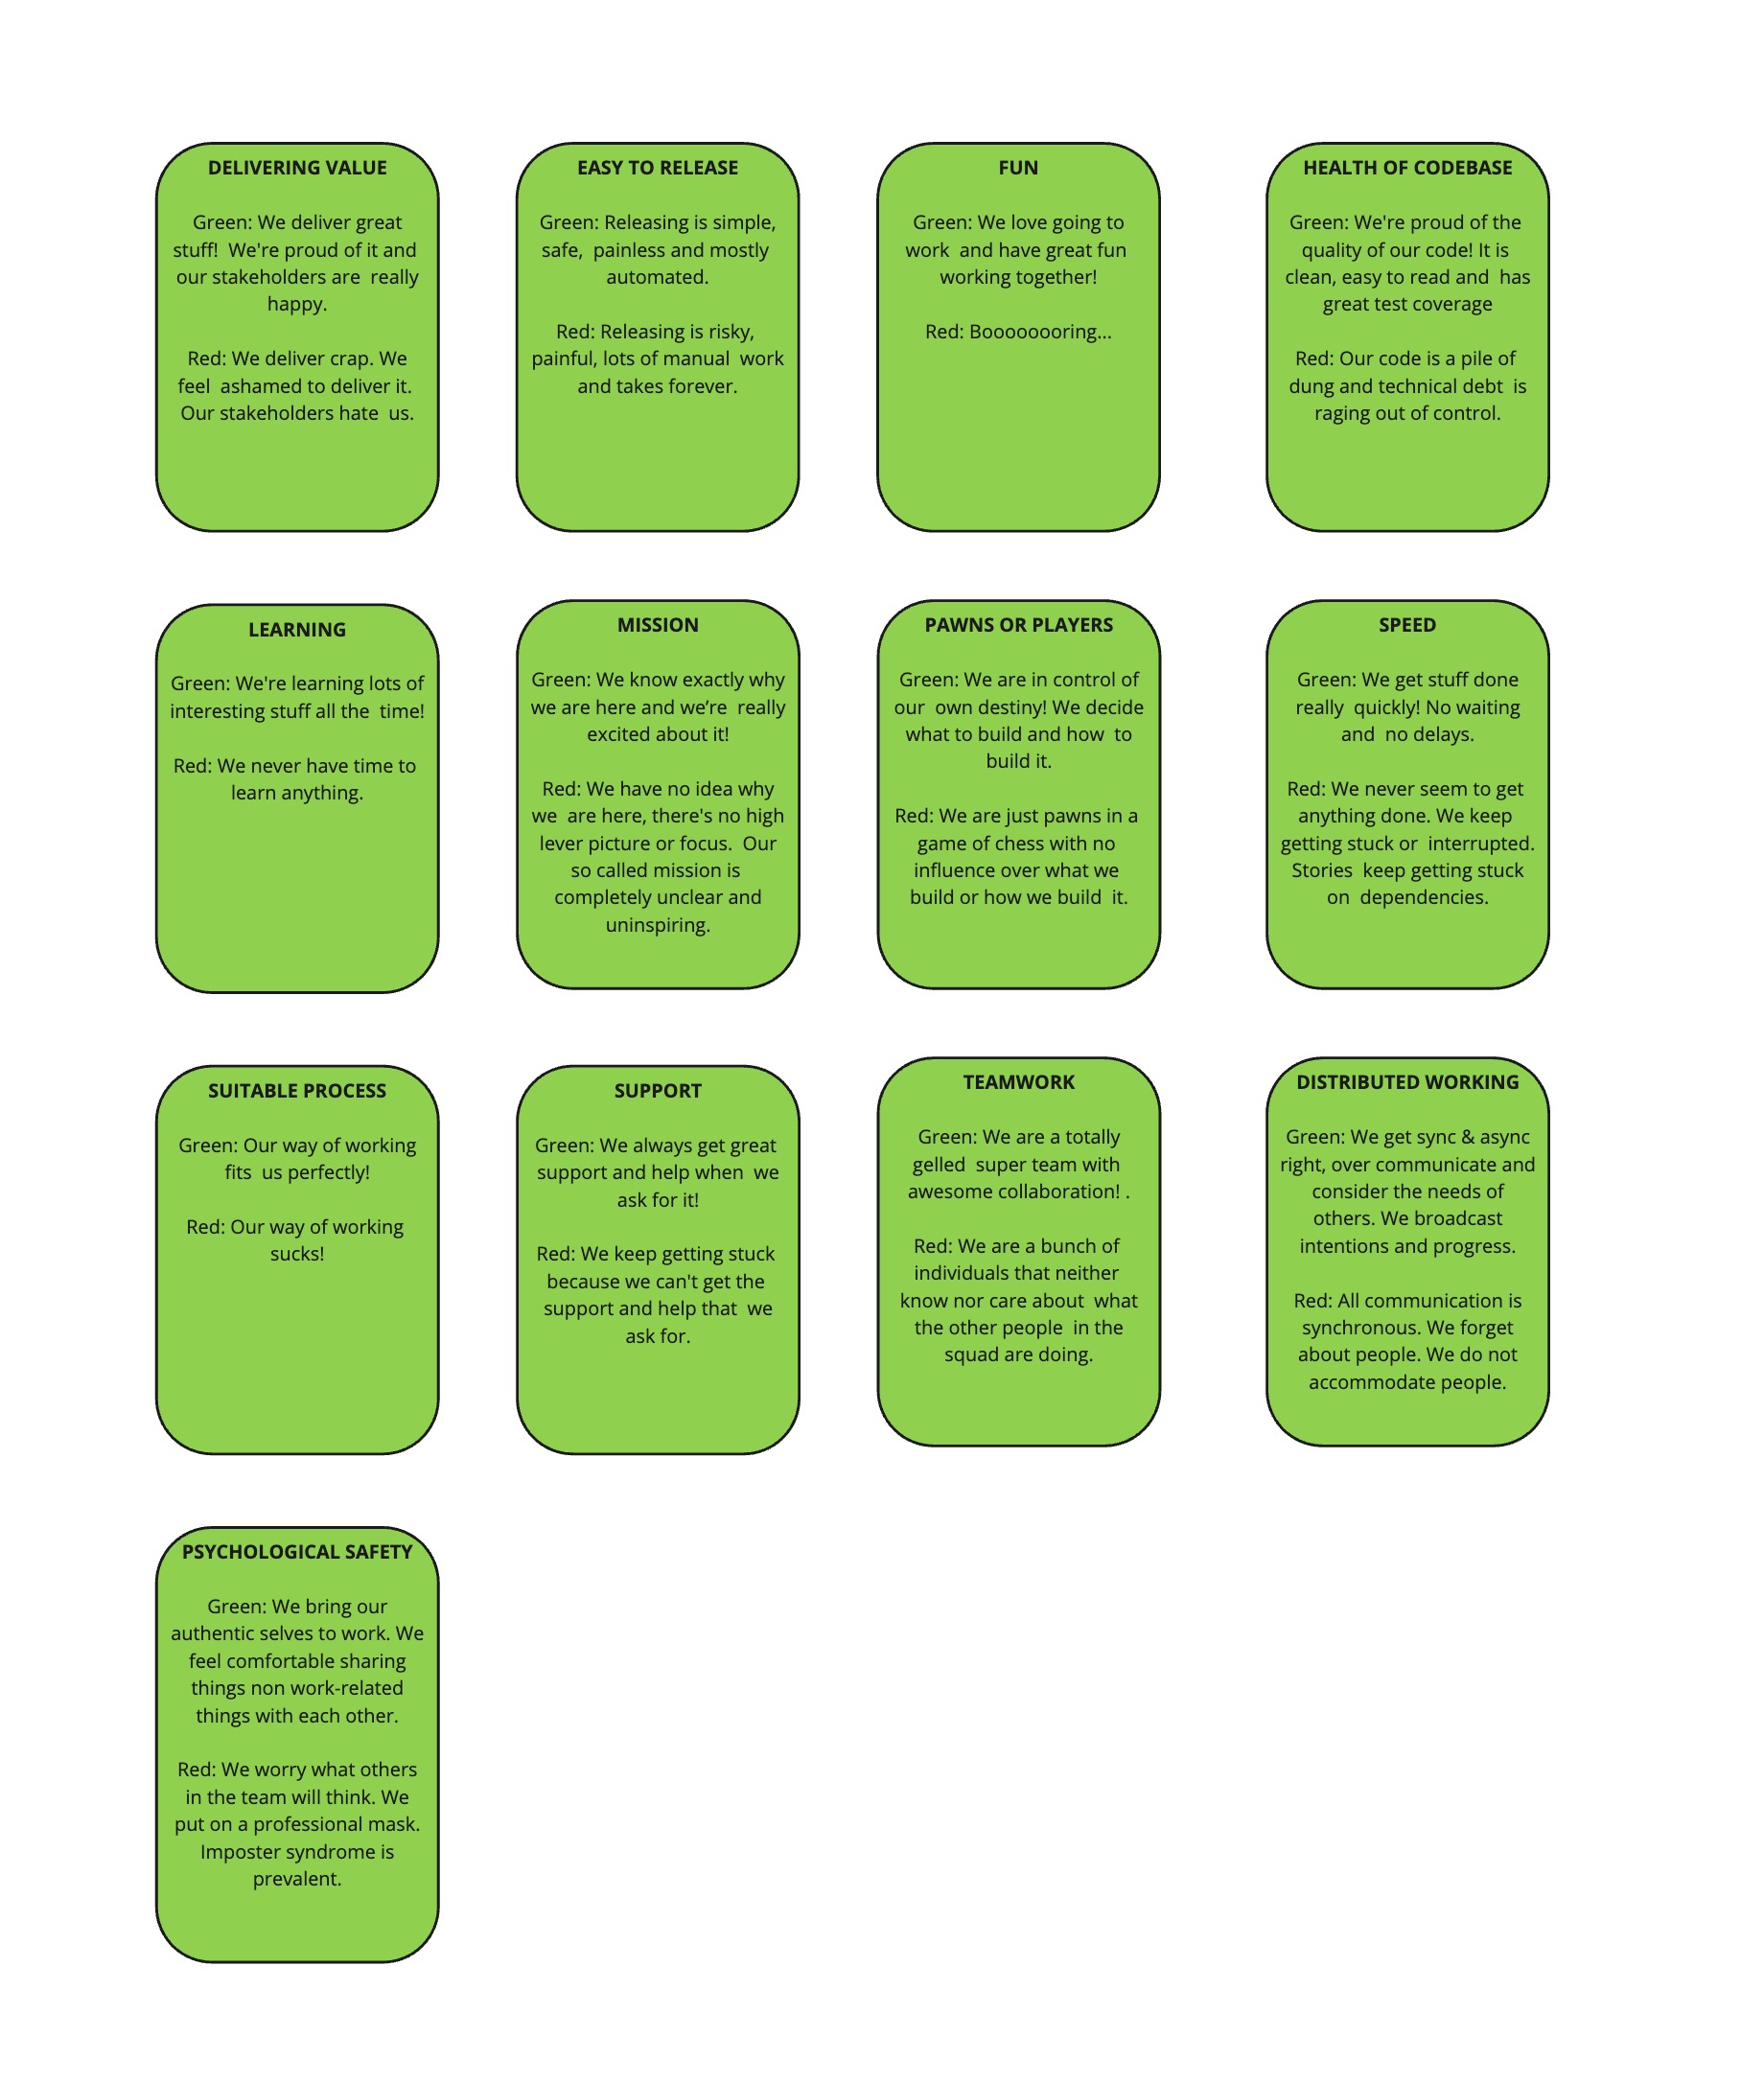 DELIVERING VALUE
Green: We deliver great
stuff!  We're proud of it and
our stakeholders are  really
happy.
Red: We deliver crap. We
feel  ashamed to deliver it.
Our stakeholders hate  us.
EASY TO RELEASE
Green: Releasing is simple,
safe,  painless and mostly
automated.
Red: Releasing is risky,
painful, lots of manual  work
and takes forever.
FUN
Green: We love going to
work  and have great fun
working together!
Red: Boooooooring...
HEALTH OF CODEBASE
Green: We're proud of the
quality of our code! It is
clean, easy to read and  has
great test coverage
Red: Our code is a pile of
dung and technical debt  is
raging out of control.
LEARNING
Green: We're learning lots of
interesting stuff all the  time!
Red: We never have time to
learn anything.
MISSION
Green: We know exactly why
we are here and we’re  really
excited about it!
Red: We have no idea why
we  are here, there's no high
lever picture or focus.  Our
so called mission is
completely unclear and
uninspiring.
PAWNS OR PLAYERS
Green: We are in control of
our  own destiny! We decide
what to build and how  to
build it.
Red: We are just pawns in a
game of chess with no
influence over what we
build or how we build  it.
SPEED
Green: We get stuff done
really  quickly! No waiting
and  no delays.
Red: We never seem to get
anything done. We keep
getting stuck or  interrupted.
Stories  keep getting stuck
on  dependencies.
SUITABLE PROCESS
Green: Our way of working
fits  us perfectly!
Red: Our way of working
sucks!
SUPPORT
Green: We always get great
support and help when  we
ask for it!
Red: We keep getting stuck
because we can't get the
support and help that  we
ask for.
TEAMWORK
Green: We are a totally
gelled  super team with
awesome collaboration! .
Red: We are a bunch of
individuals that neither
know nor care about  what
the other people  in the
squad are doing.
DISTRIBUTED WORKING
Green: We get sync & async
right, over communicate and
consider the needs of
others. We broadcast
intentions and progress.
Red: All communication is
synchronous. We forget
about people. We do not
accommodate people.
PSYCHOLOGICAL SAFETY
Green: We bring our
authentic selves to work. We
feel comfortable sharing
things non work-related
things with each other.
Red: We worry what others
in the team will think. We
put on a professional mask.
Imposter syndrome is
prevalent.